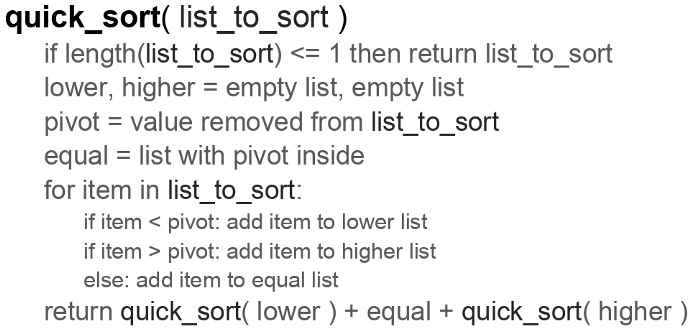 quick_sort( list_to_sort )
if length(list_to_sort) <= 1 then return list_to_sort
lower, higher = empty list, empty list
pivot = value removed from list_to_sort
equal = list with pivot inside
for item in list_to_sort:
if item < pivot: add item to lower list
if item > pivot: add item to higher list
else: add item to equal list
return quick_sort( lower ) + equal + quick_sort( higher )